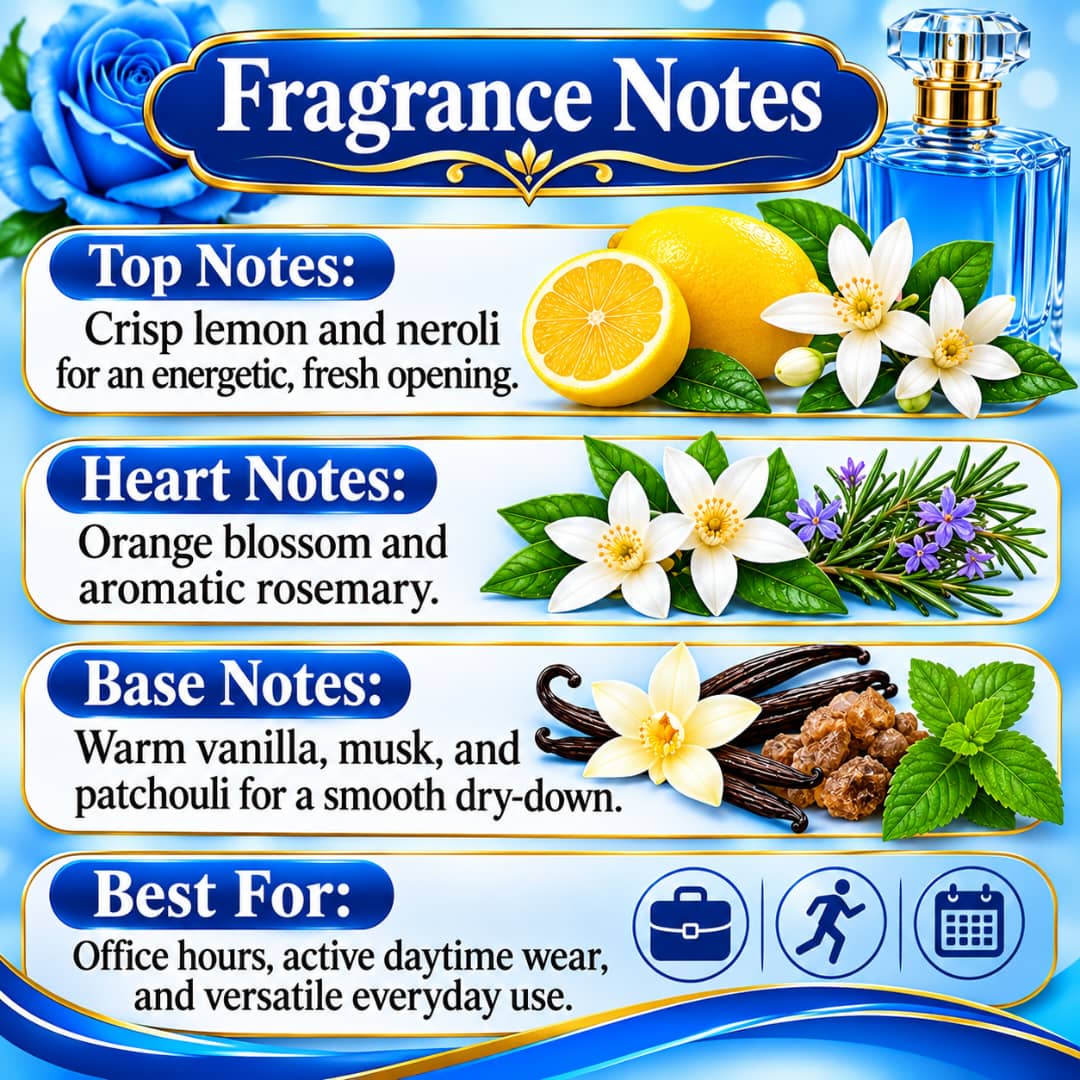 Fragrance Notes
Top Notes:
Crisp lemon and neroli
for an energetic, fresh opening.
Heart Notes:
Orange blossom and
aromatic rosemary.
Base Notes:
Warm vanilla, musk, and
patchouli for a smooth dry-down.
Best For:
Office hours, active daytime wear,
and versatile everyday use.